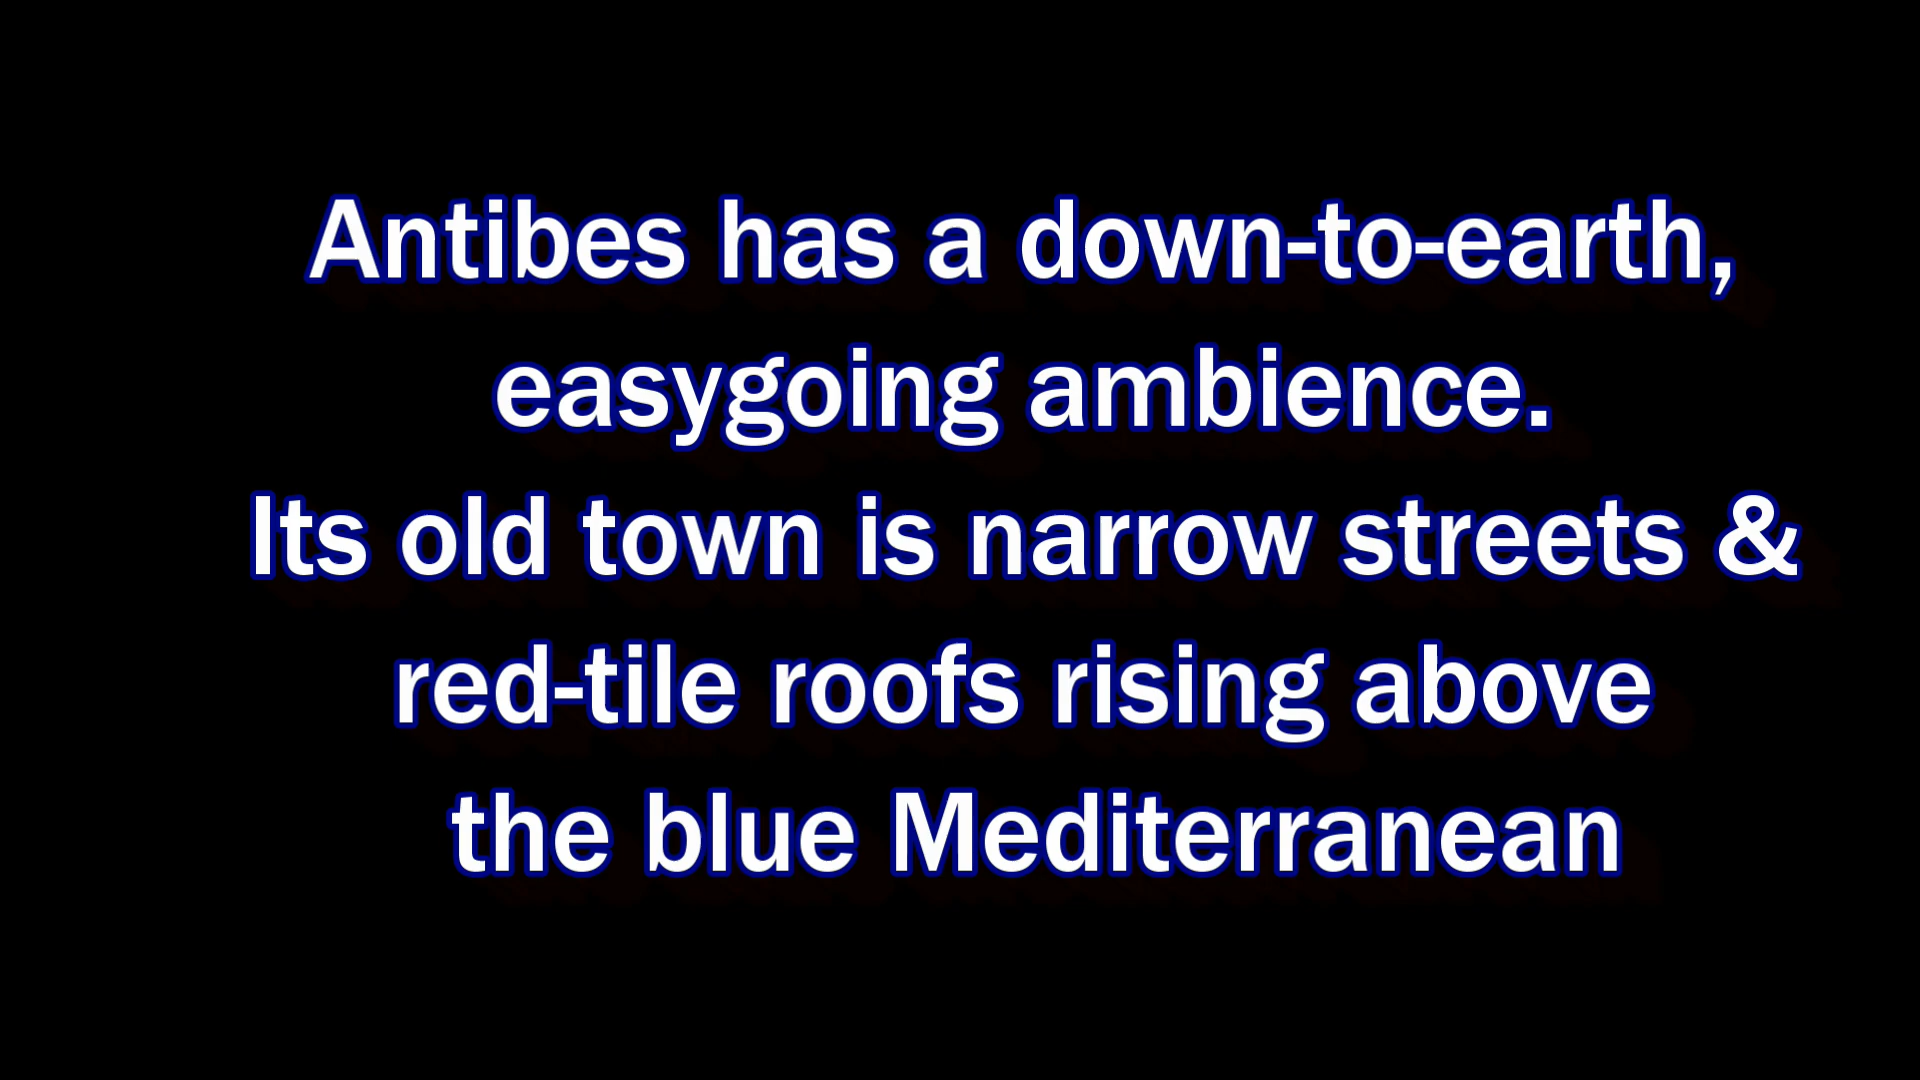 Antibes has a down-to-earth,
easygoing ambience.
Its old town is narrow streets &
red-tile roofs rising above
the blue Mediterranean